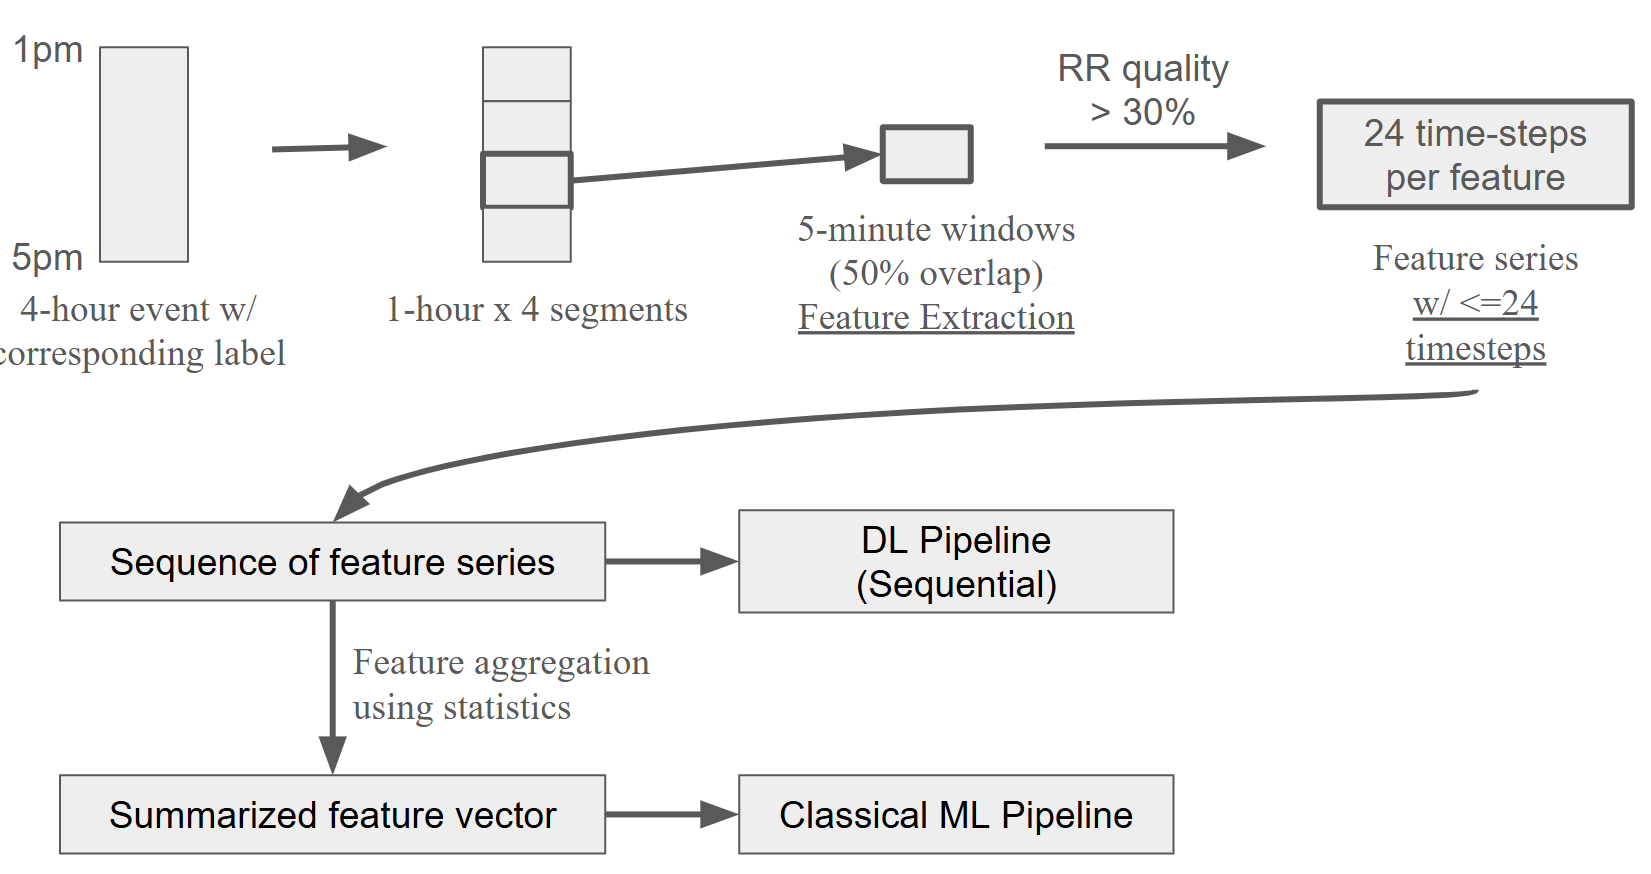 1pm
5pm
4-hour event w/
corresponding label
1-hour x 4 segments
5-minute windows
(50% overlap)
Feature Extraction
RR quality
> 30%
24 time-steps
per feature
Feature series
w/ <=24
timesteps
Sequence of feature series
DL Pipeline
(Sequential)
Feature aggregation
using statistics
Summarized feature vector
Classical ML Pipeline